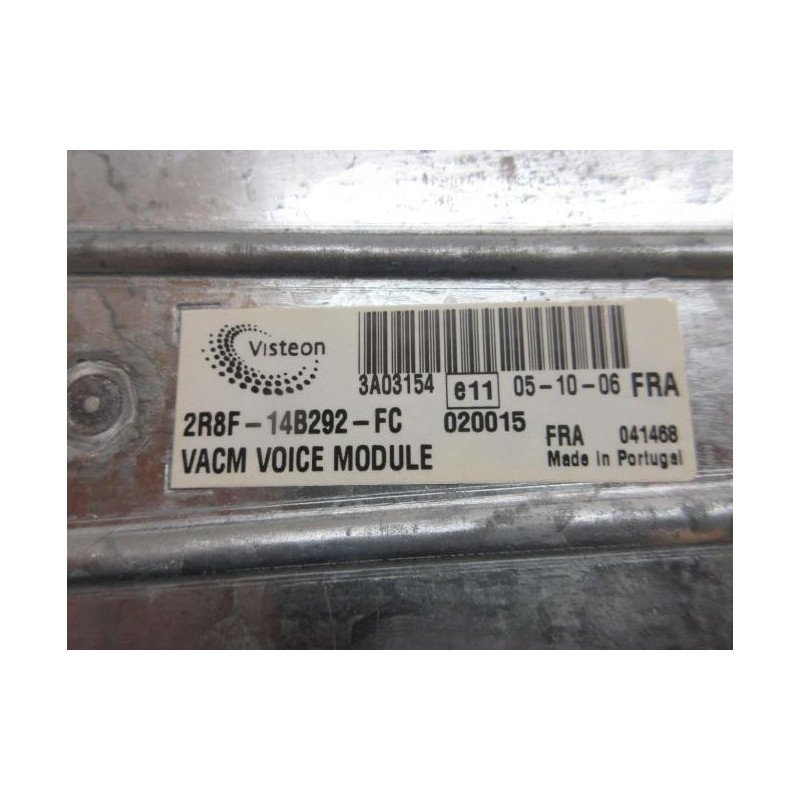 Visteon
3A03154 e11 05-10-06 FRA
2R8F-14B292-FC 020015 FRA 041468
VACM VOICE MODULE Made in Portugal